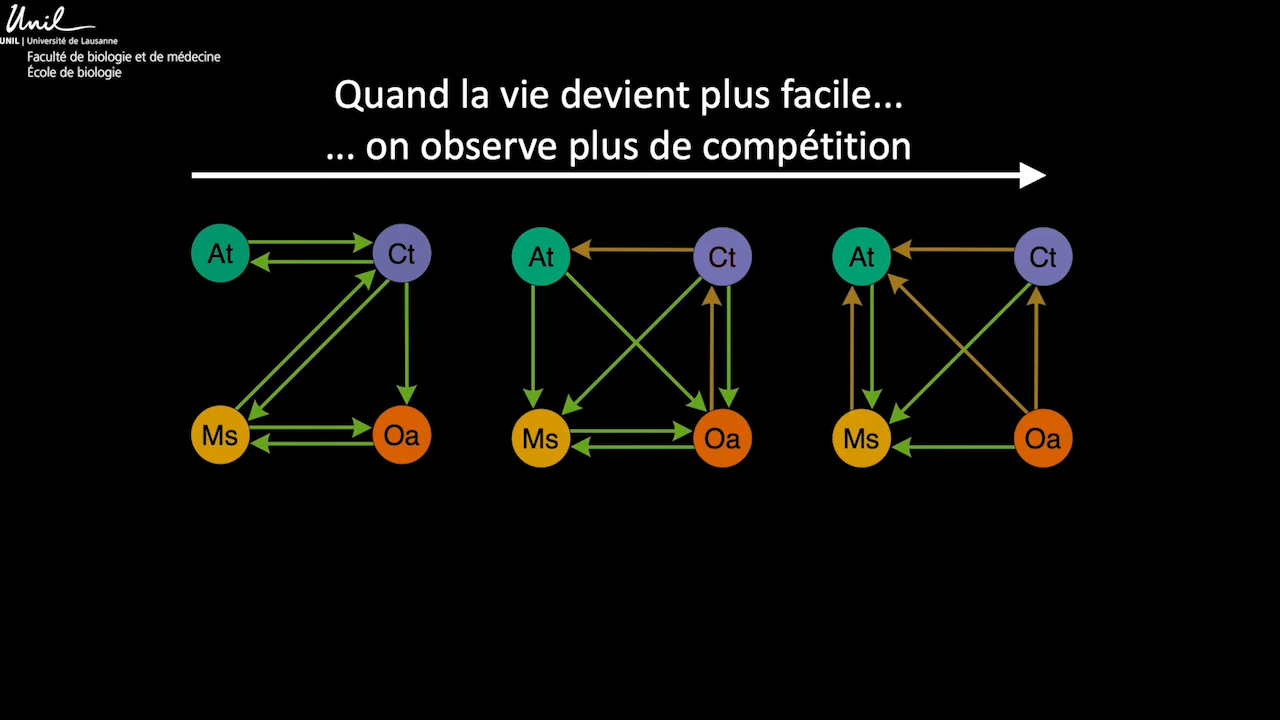 Unil
UNIL | Université de Lausanne
Faculté de biologie et de médecine
École de biologie
Quand la vie devient plus facile...
... on observe plus de compétition
At Ct At Ct At Ct
Ms Oa Ms Oa Ms Oa